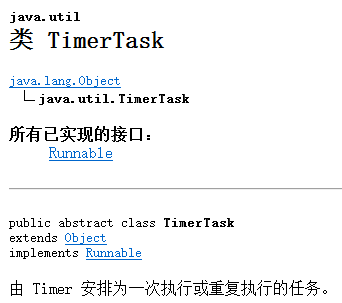 java.util
类 TimerTask
java.lang.Object
java.util.TimerTask
所有已实现的接口：
Runnable
public abstract class TimerTask
extends Object
implements Runnable
由 Timer 安排为一次执行或重复执行的任务。